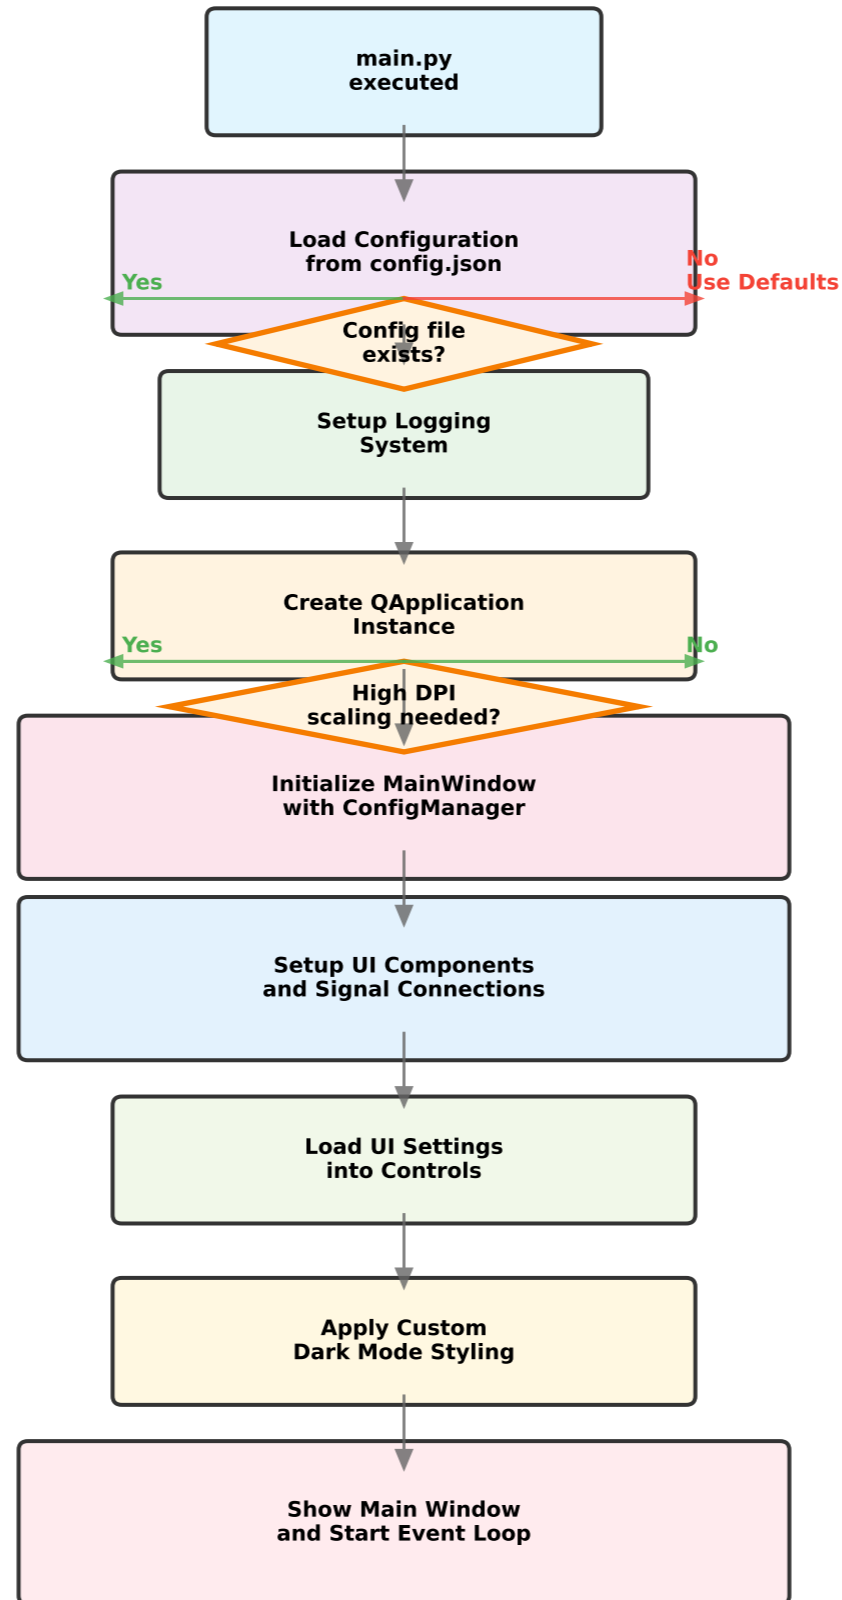 main.py
executed
Load Configuration
from config.json
No
Yes
Use Defaults
Config file
exists?
Setup Logging
System
Create QApplication
Instance
Yes
No
High DPI
scaling needed?
Initialize MainWindow
with ConfigManager
Setup UI Components
and Signal Connections
Load UI Settings
into Controls
Apply Custom
Dark Mode Styling
Show Main Window
and Start Event Loop